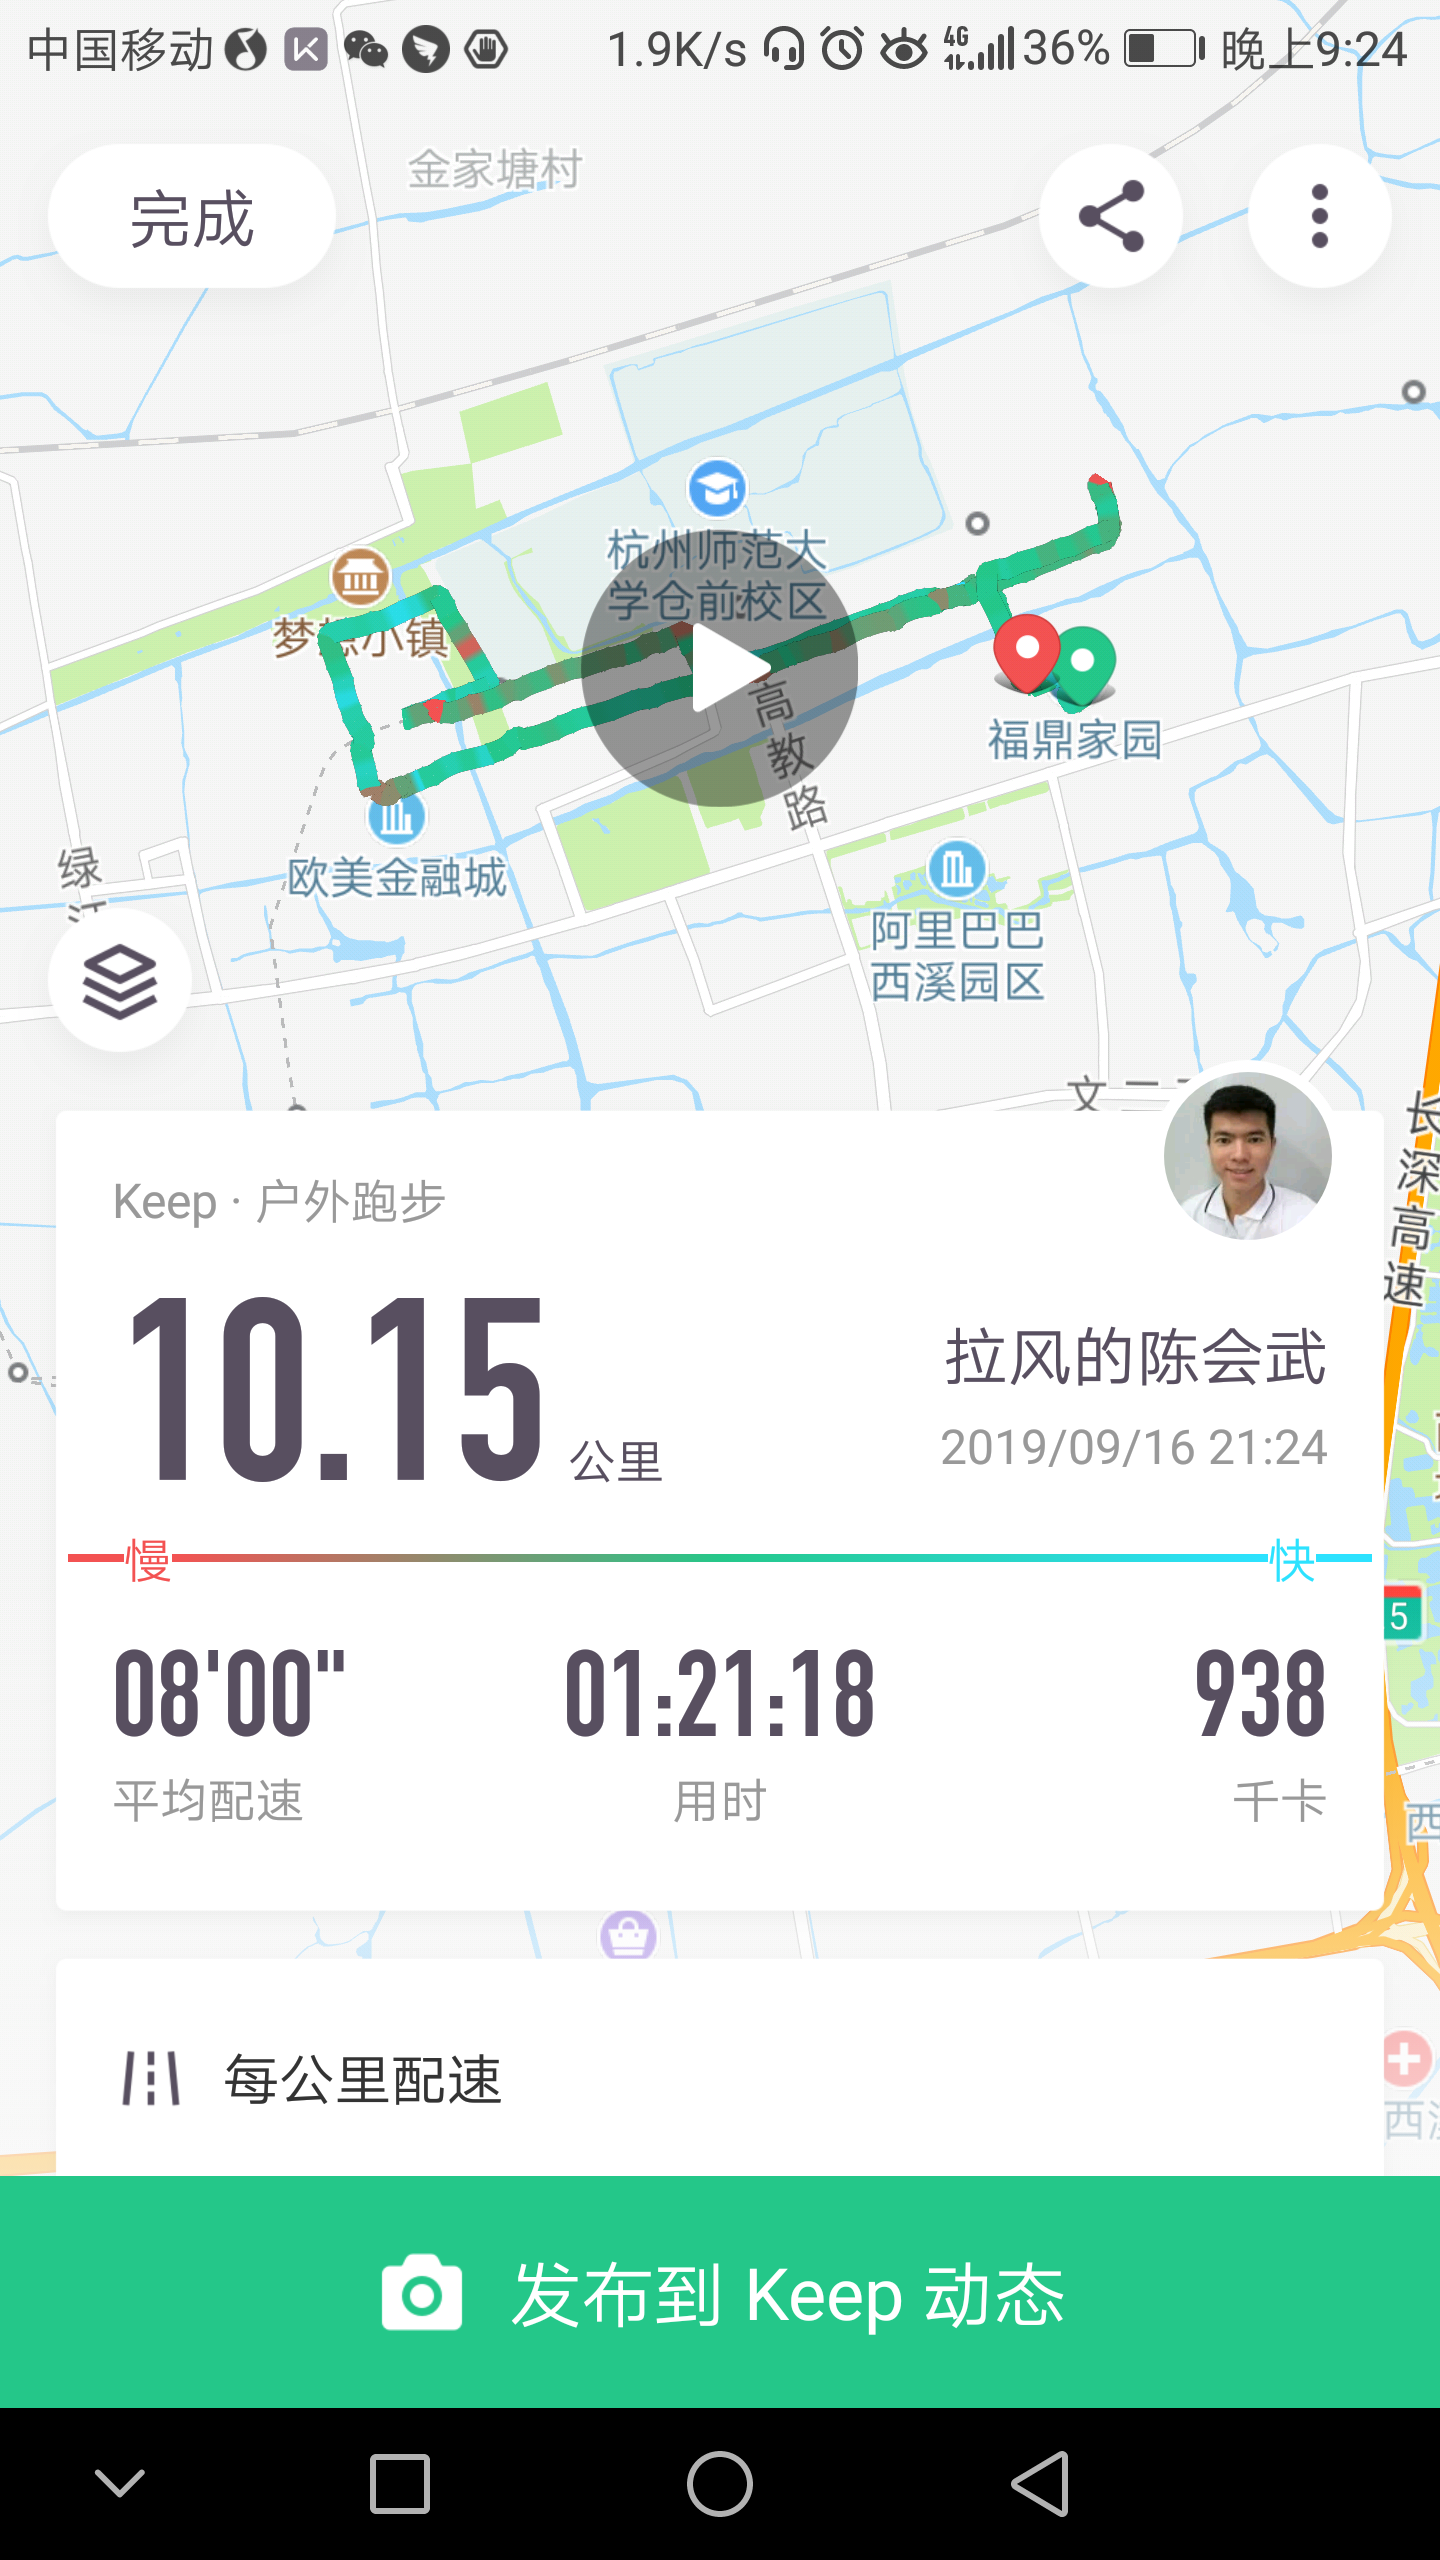 中国移动 1.9K/s 4G 36% 晚上9:24
金家塘村
完成
杭州师范大
学仓前校区
梦想小镇
高教路
福鼎家园
欧美金融城
阿里巴巴
西溪园区
绿
文二
长深高速
Keep · 户外跑步
10.15 公里
拉风的陈会武
2019/09/16 21:24
慢 快
5
08'00" 01:21:18 938
平均配速 用时 千卡
西
每公里配速
西
发布到 Keep 动态